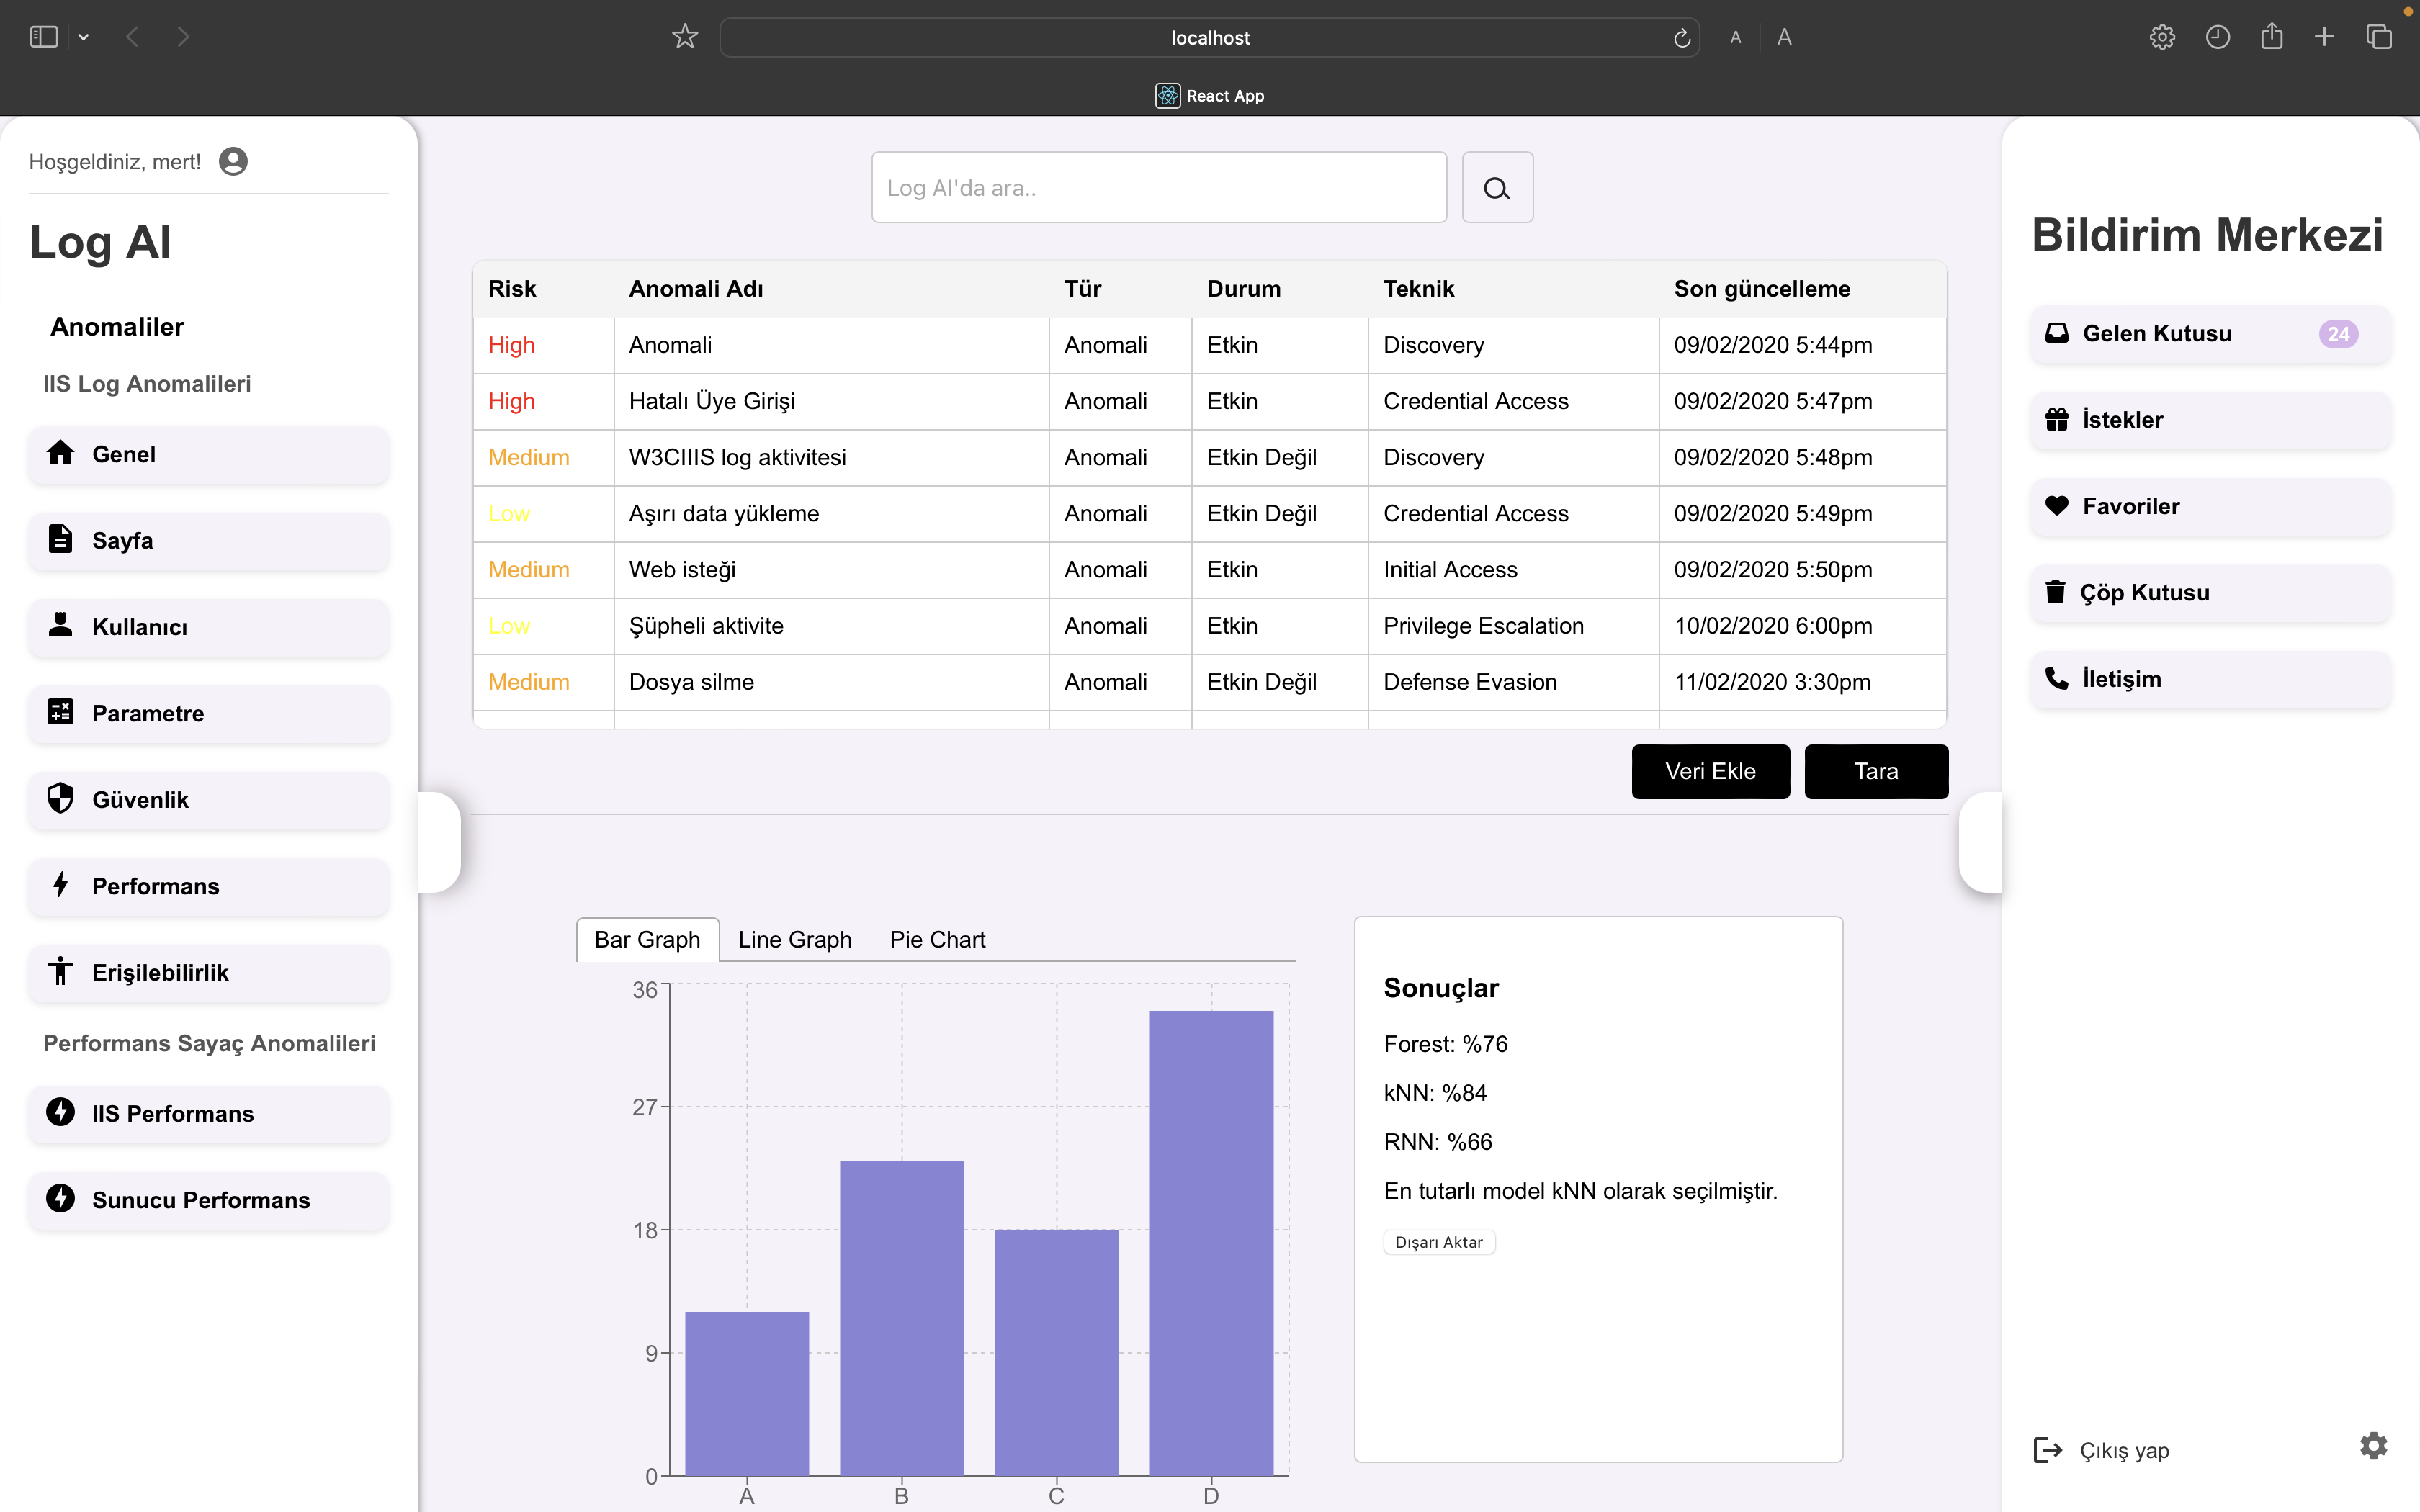 localhost
A A
React App
Hoşgeldiniz, mert!
Log AI
Anomaliler
IIS Log Anomalileri
Genel
Sayfa
Kullanıcı
Parametre
Güvenlik
Performans
Erişilebilirlik
Performans Sayaç Anomalileri
IIS Performans
Sunucu Performans
Log AI'da ara..
Risk Anomali Adı Tür Durum Teknik Son güncelleme
High Anomali Anomali Etkin Discovery 09/02/2020 5:44pm
High Hatalı Üye Girişi Anomali Etkin Credential Access 09/02/2020 5:47pm
Medium W3CIIIS log aktivitesi Anomali Etkin Değil Discovery 09/02/2020 5:48pm
Low Aşırı data yükleme Anomali Etkin Değil Credential Access 09/02/2020 5:49pm
Medium Web isteği Anomali Etkin Initial Access 09/02/2020 5:50pm
Low Şüpheli aktivite Anomali Etkin Privilege Escalation 10/02/2020 6:00pm
Medium Dosya silme Anomali Etkin Değil Defense Evasion 11/02/2020 3:30pm
Veri Ekle Tara
Bar Graph Line Graph Pie Chart
36
27
18
9
0
A B C D
Sonuçlar
Forest: %76
kNN: %84
RNN: %66
En tutarlı model kNN olarak seçilmiştir.
Dışarı Aktar
Bildirim Merkezi
Gelen Kutusu 24
İstekler
Favoriler
Çöp Kutusu
İletişim
Çıkış yap